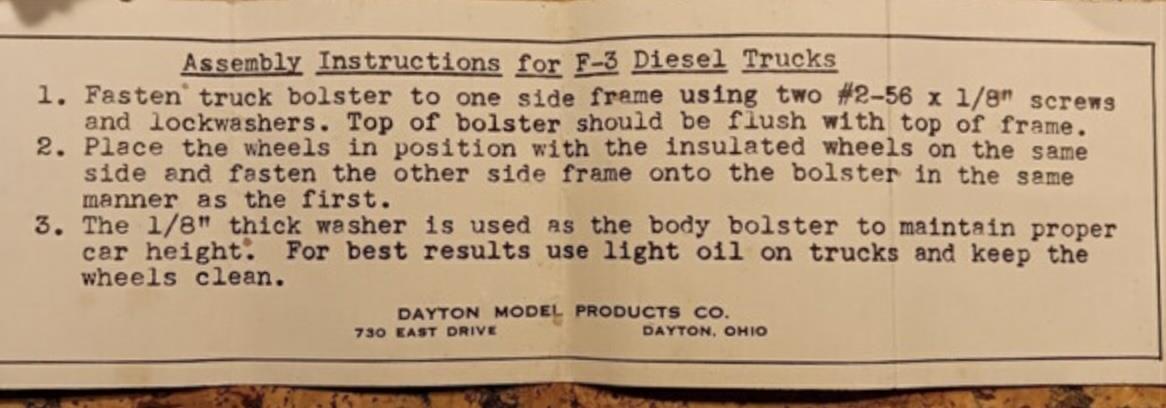 Assembly Instructions for F-3 Diesel Trucks
1. Fasten truck bolster to one side frame using two #2-56 x 1/8" screws
and lockwashers. Top of bolster should be flush with top of frame.
2. Place the wheels in position with the insulated wheels on the same
side and fasten the other side frame onto the bolster in the same
manner as the first.
3. The 1/8" thick washer is used as the body bolster to maintain proper
car height. For best results use light oil on trucks and keep the
wheels clean.
DAYTON MODEL PRODUCTS CO.
730 EAST DRIVE DAYTON, OHIO